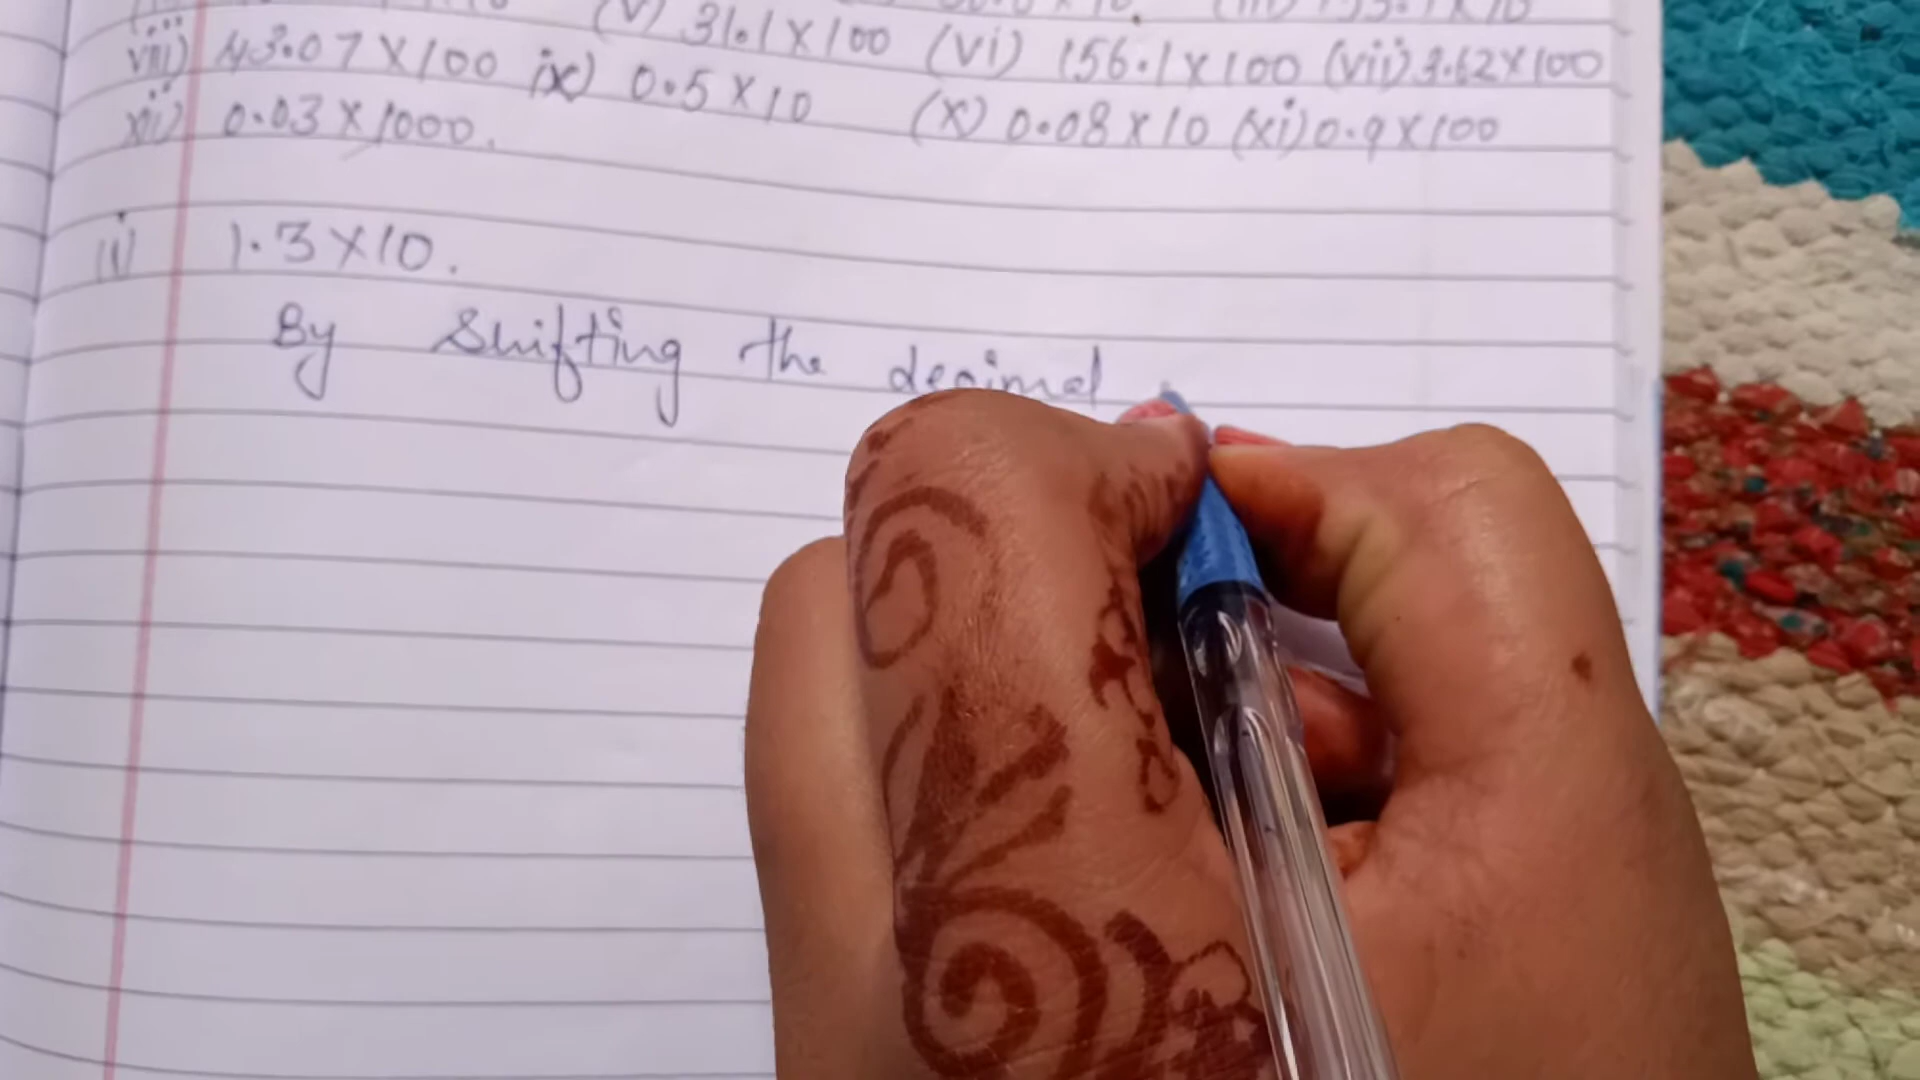 (v) 31.1 X 100 (vi) 156.1 X 100 (vii) 3.62 X 100
viii) 43.07 X 100 ix) 0.5 X 10 (x) 0.08 X 10 (xi) 0.9 X 100
xii) 0.03 X 1000.
(i) 1.3 X 10.
By Shifting the decimal